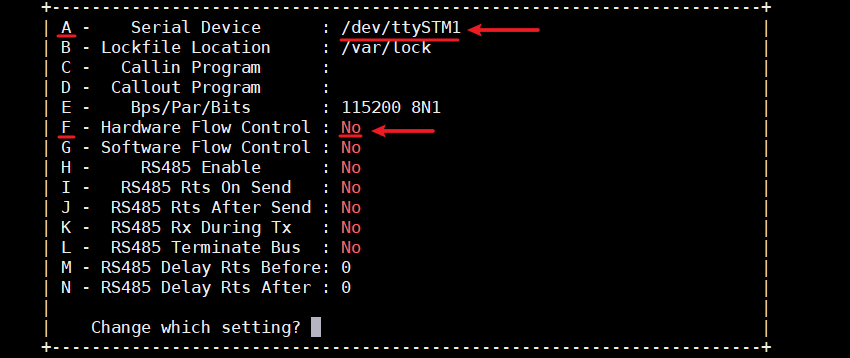 +-----------------------------------------------------------------------+
| A -    Serial Device      : /dev/ttySTM1                              |
| B - Lockfile Location     : /var/lock                                 |
| C -   Callin Program      :                                           |
| D -  Callout Program      :                                           |
| E -    Bps/Par/Bits       : 115200 8N1                                |
| F - Hardware Flow Control : No                                        |
| G - Software Flow Control : No                                        |
| H -     RS485 Enable      : No                                        |
| I -   RS485 Rts On Send   : No                                        |
| J -  RS485 Rts After Send : No                                        |
| K -  RS485 Rx During Tx   : No                                        |
| L -  RS485 Terminate Bus  : No                                        |
| M - RS485 Delay Rts Before: 0                                         |
| N - RS485 Delay Rts After : 0                                         |
|                                                                       |
|    Change which setting?                                              |
+-----------------------------------------------------------------------+